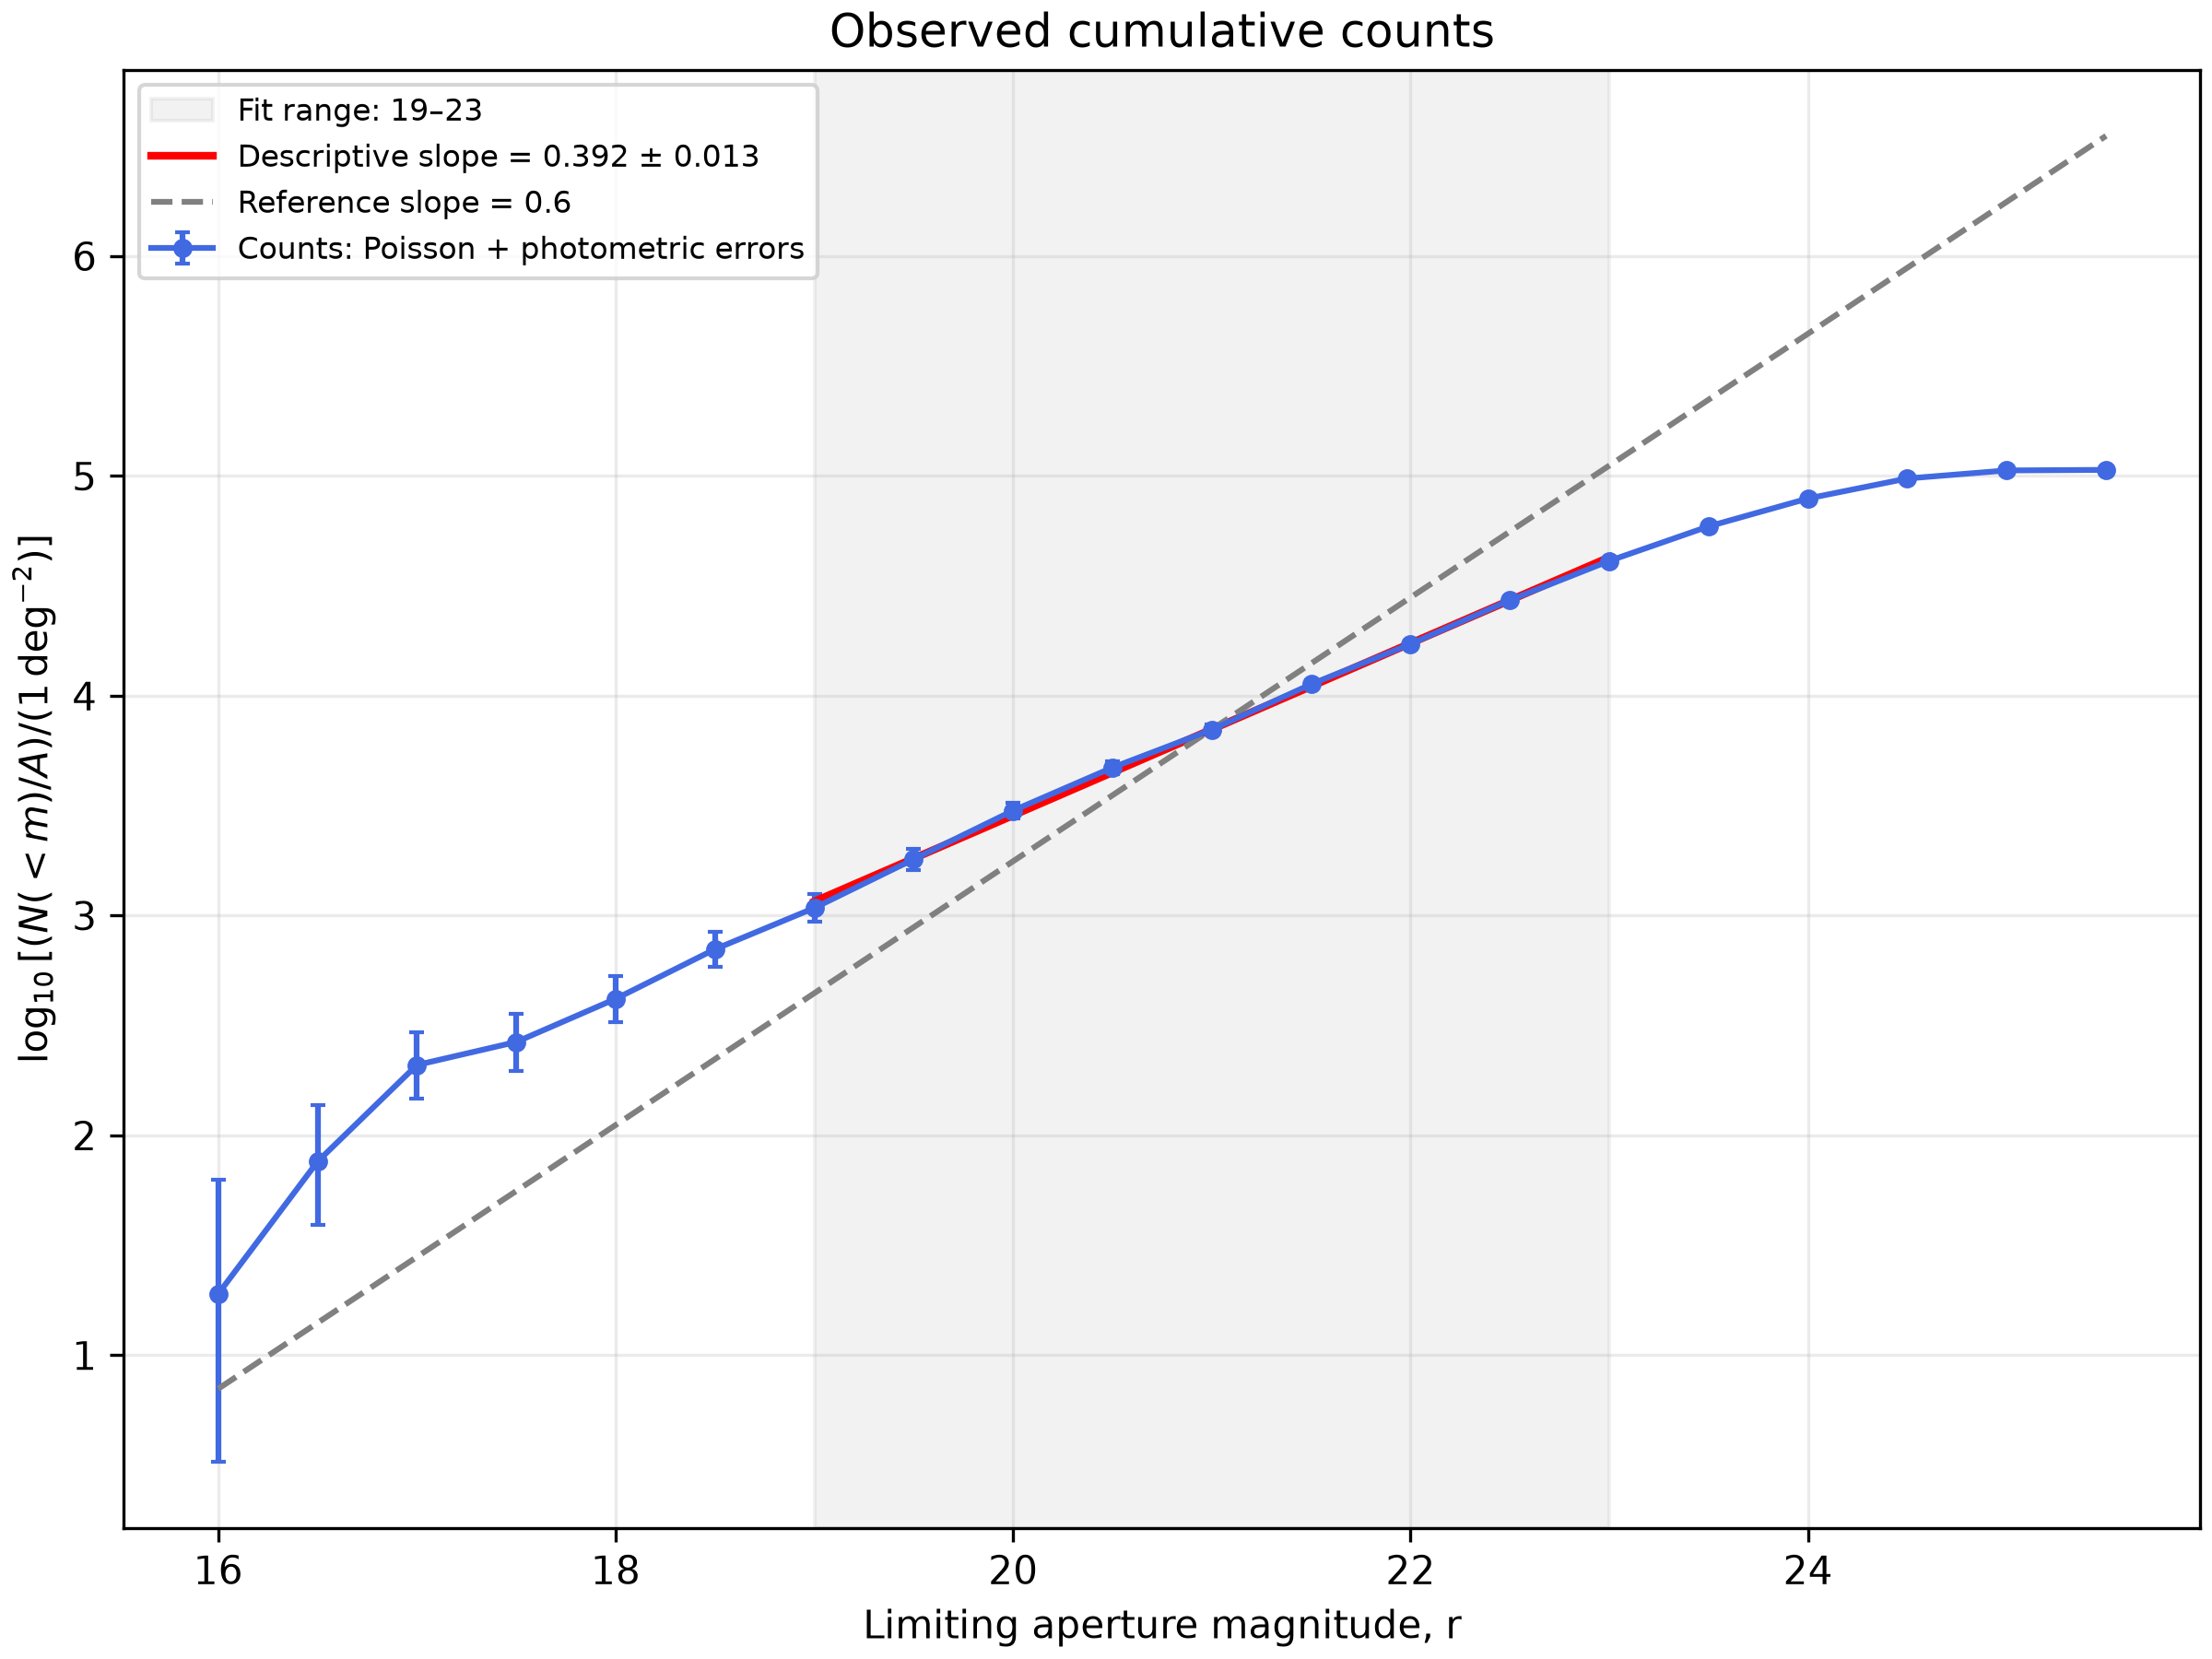 Observed cumulative counts
Fit range: 19–23
Descriptive slope = 0.392 ± 0.013
Reference slope = 0.6
Counts: Poisson + photometric errors
log₁₀[(N(<m)/A)/(1 deg⁻²)]
6
5
4
3
2
1
16 18 20 22 24
Limiting aperture magnitude, r